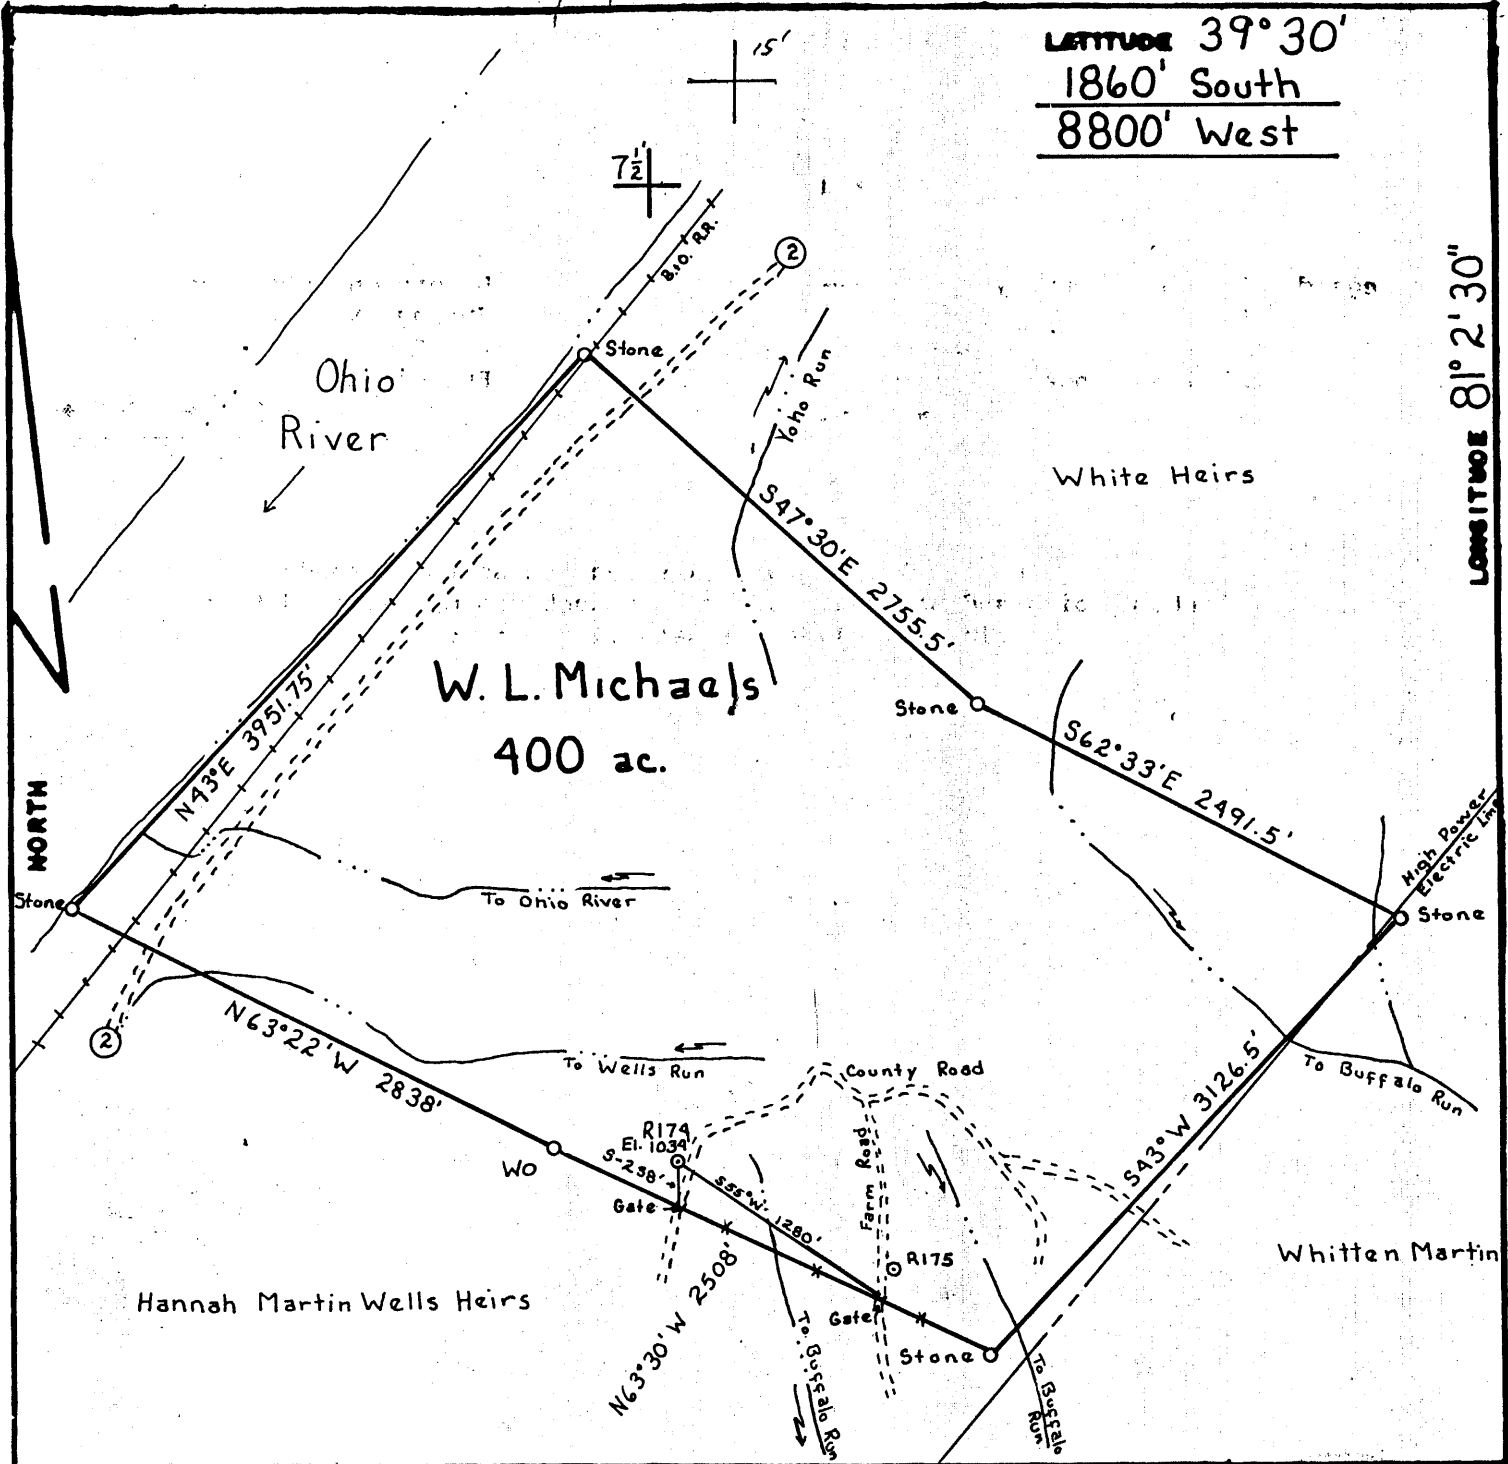 LATITUDE 39°30'
1860' South
8800' West
15'
7½'
LONGITUDE 81° 2' 30"
B.&O. R.R.
2
Stone
Ohio
River
Yoho Run
White Heirs
S47°30'E 2755.5'
W. L. Michaels
400 ac.
N43°E 3951.75'
Stone
S62°33'E 2491.5'
High Power
Electric Line
NORTH
Stone
To Ohio River
Stone
2
N63°22'W 2838'
To Wells Run
County Road
S43°W 3126.5'
To Buffalo Run
WO
R174
El. 1034'
S-238'
Gate
S55°W- 1280'
Farm Road
R175
Gate
Stone
N63°30'W 2508'
Hannah Martin Wells Heirs
Whitten Martin
To Buffalo Run
To Buffalo
Run